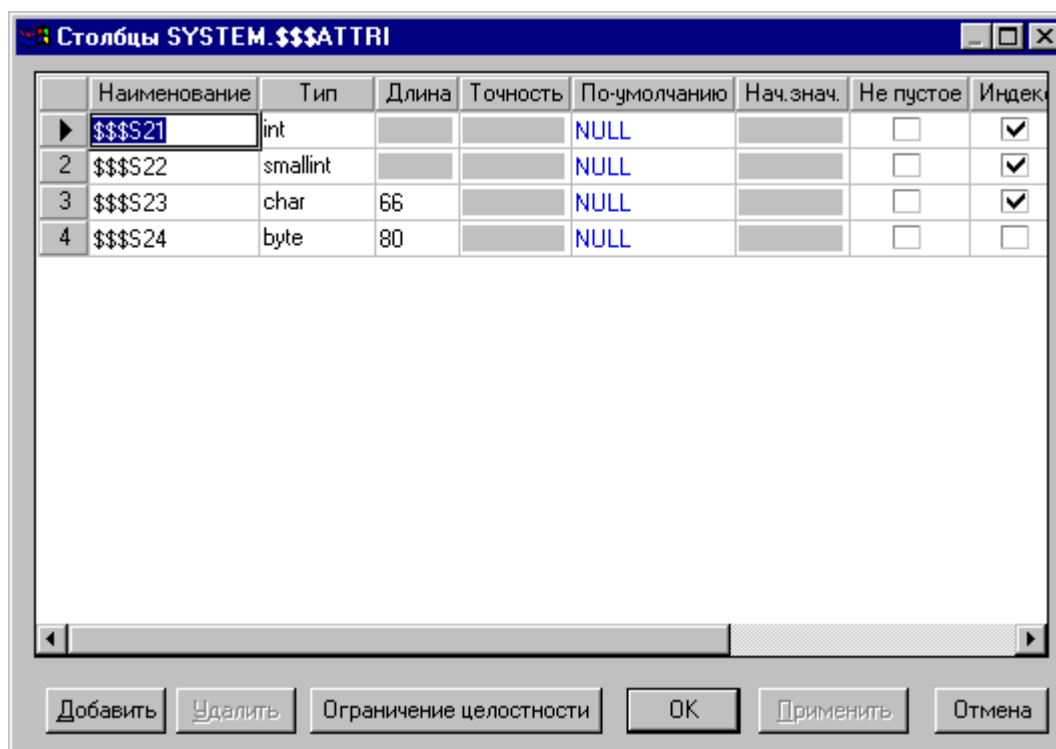 Столбцы SYSTEM.$$$ATTRI
Наименование Тип Длина Точность По-умолчанию Нач.знач. Не пустое Индек
$$$S21 int NULL
2 $$$S22 smallint NULL
3 $$$S23 char 66 NULL
4 $$$S24 byte 80 NULL
Добавить Удалить Ограничение целостности OK Применить Отмена